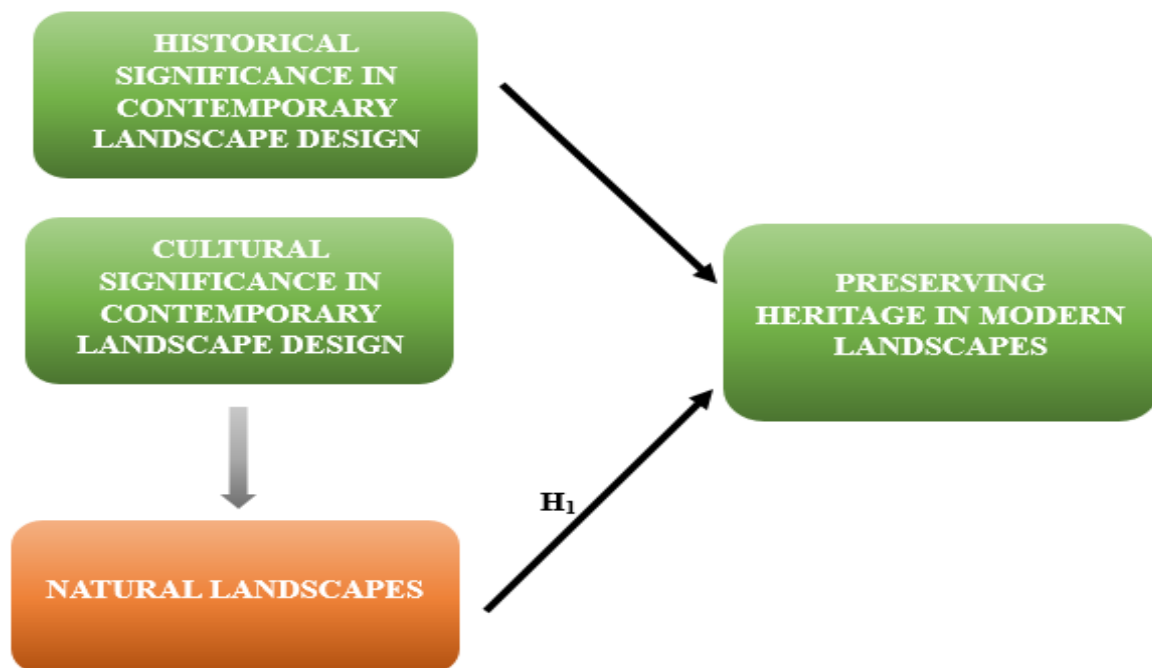 HISTORICAL
SIGNIFICANCE IN
CONTEMPORARY
LANDSCAPE DESIGN
CULTURAL
SIGNIFICANCE IN
CONTEMPORARY
LANDSCAPE DESIGN
PRESERVING
HERITAGE IN MODERN
LANDSCAPES
H₁
NATURAL LANDSCAPES